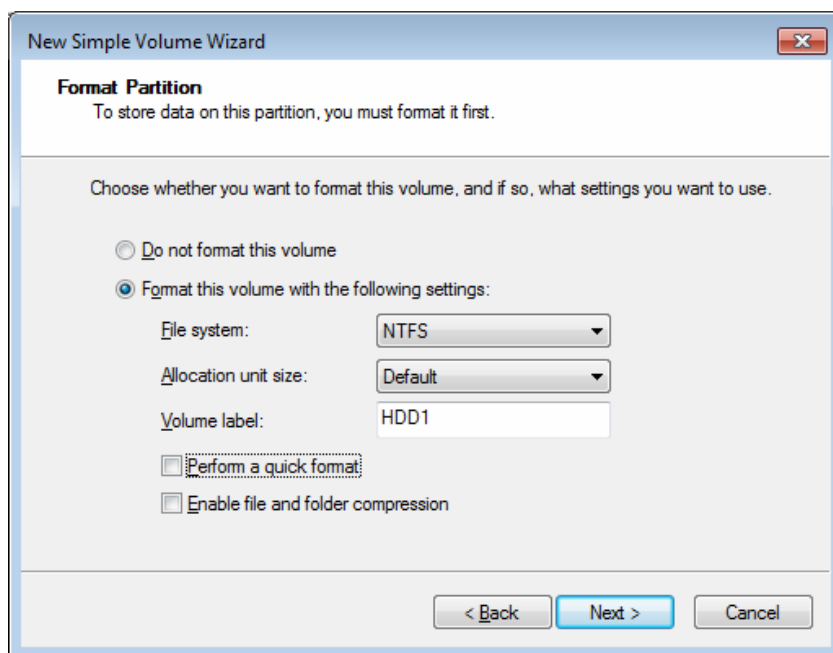 New Simple Volume Wizard
Format Partition
To store data on this partition, you must format it first.
Choose whether you want to format this volume, and if so, what settings you want to use.
Do not format this volume
Format this volume with the following settings:
File system: NTFS
Allocation unit size: Default
Volume label: HDD1
Perform a quick format
Enable file and folder compression
< Back Next > Cancel